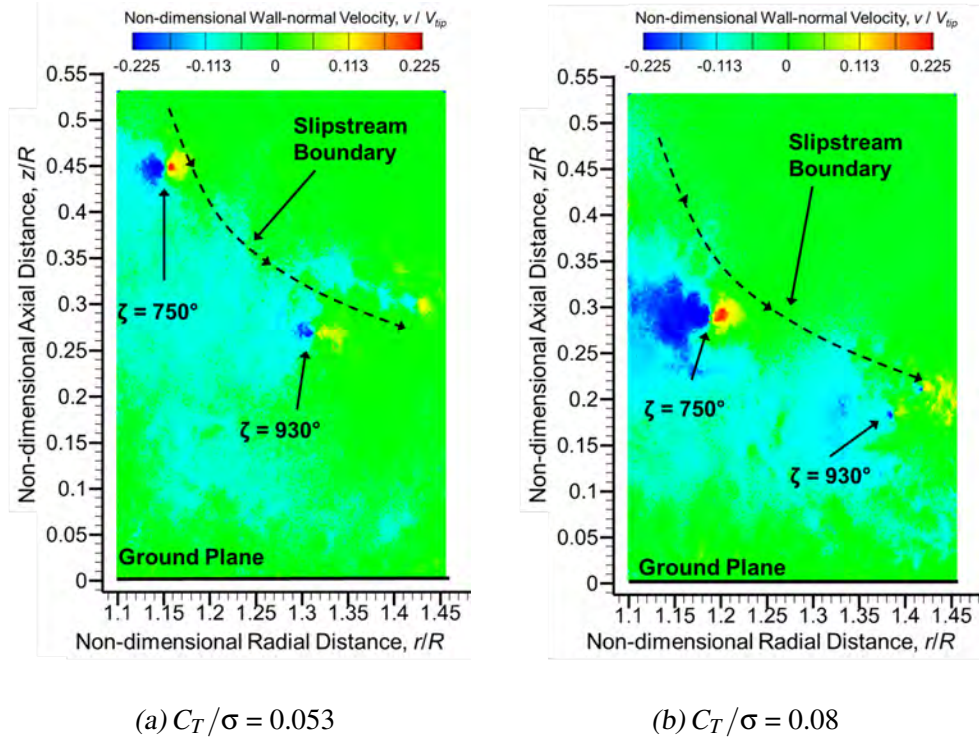 Non-dimensional Wall-normal Velocity, v / Vtip
-0.225 -0.113 0 0.113 0.225
0.55
0.5
0.45
0.4
0.35
0.3
0.25
0.2
0.15
0.1
0.05
0
Non-dimensional Axial Distance, z/R
Slipstream
Boundary
ζ = 750°
ζ = 930°
Ground Plane
1.1 1.15 1.2 1.25 1.3 1.35 1.4 1.45
Non-dimensional Radial Distance, r/R
(a) C_T/σ = 0.053
Non-dimensional Wall-normal Velocity, v / Vtip
-0.225 -0.113 0 0.113 0.225
0.55
0.5
0.45
0.4
0.35
0.3
0.25
0.2
0.15
0.1
0.05
0
Non-dimensional Axial Distance, z/R
Slipstream
Boundary
ζ = 750°
ζ = 930°
Ground Plane
1.1 1.15 1.2 1.25 1.3 1.35 1.4 1.45
Non-dimensional Radial Distance, r/R
(b) C_T/σ = 0.08